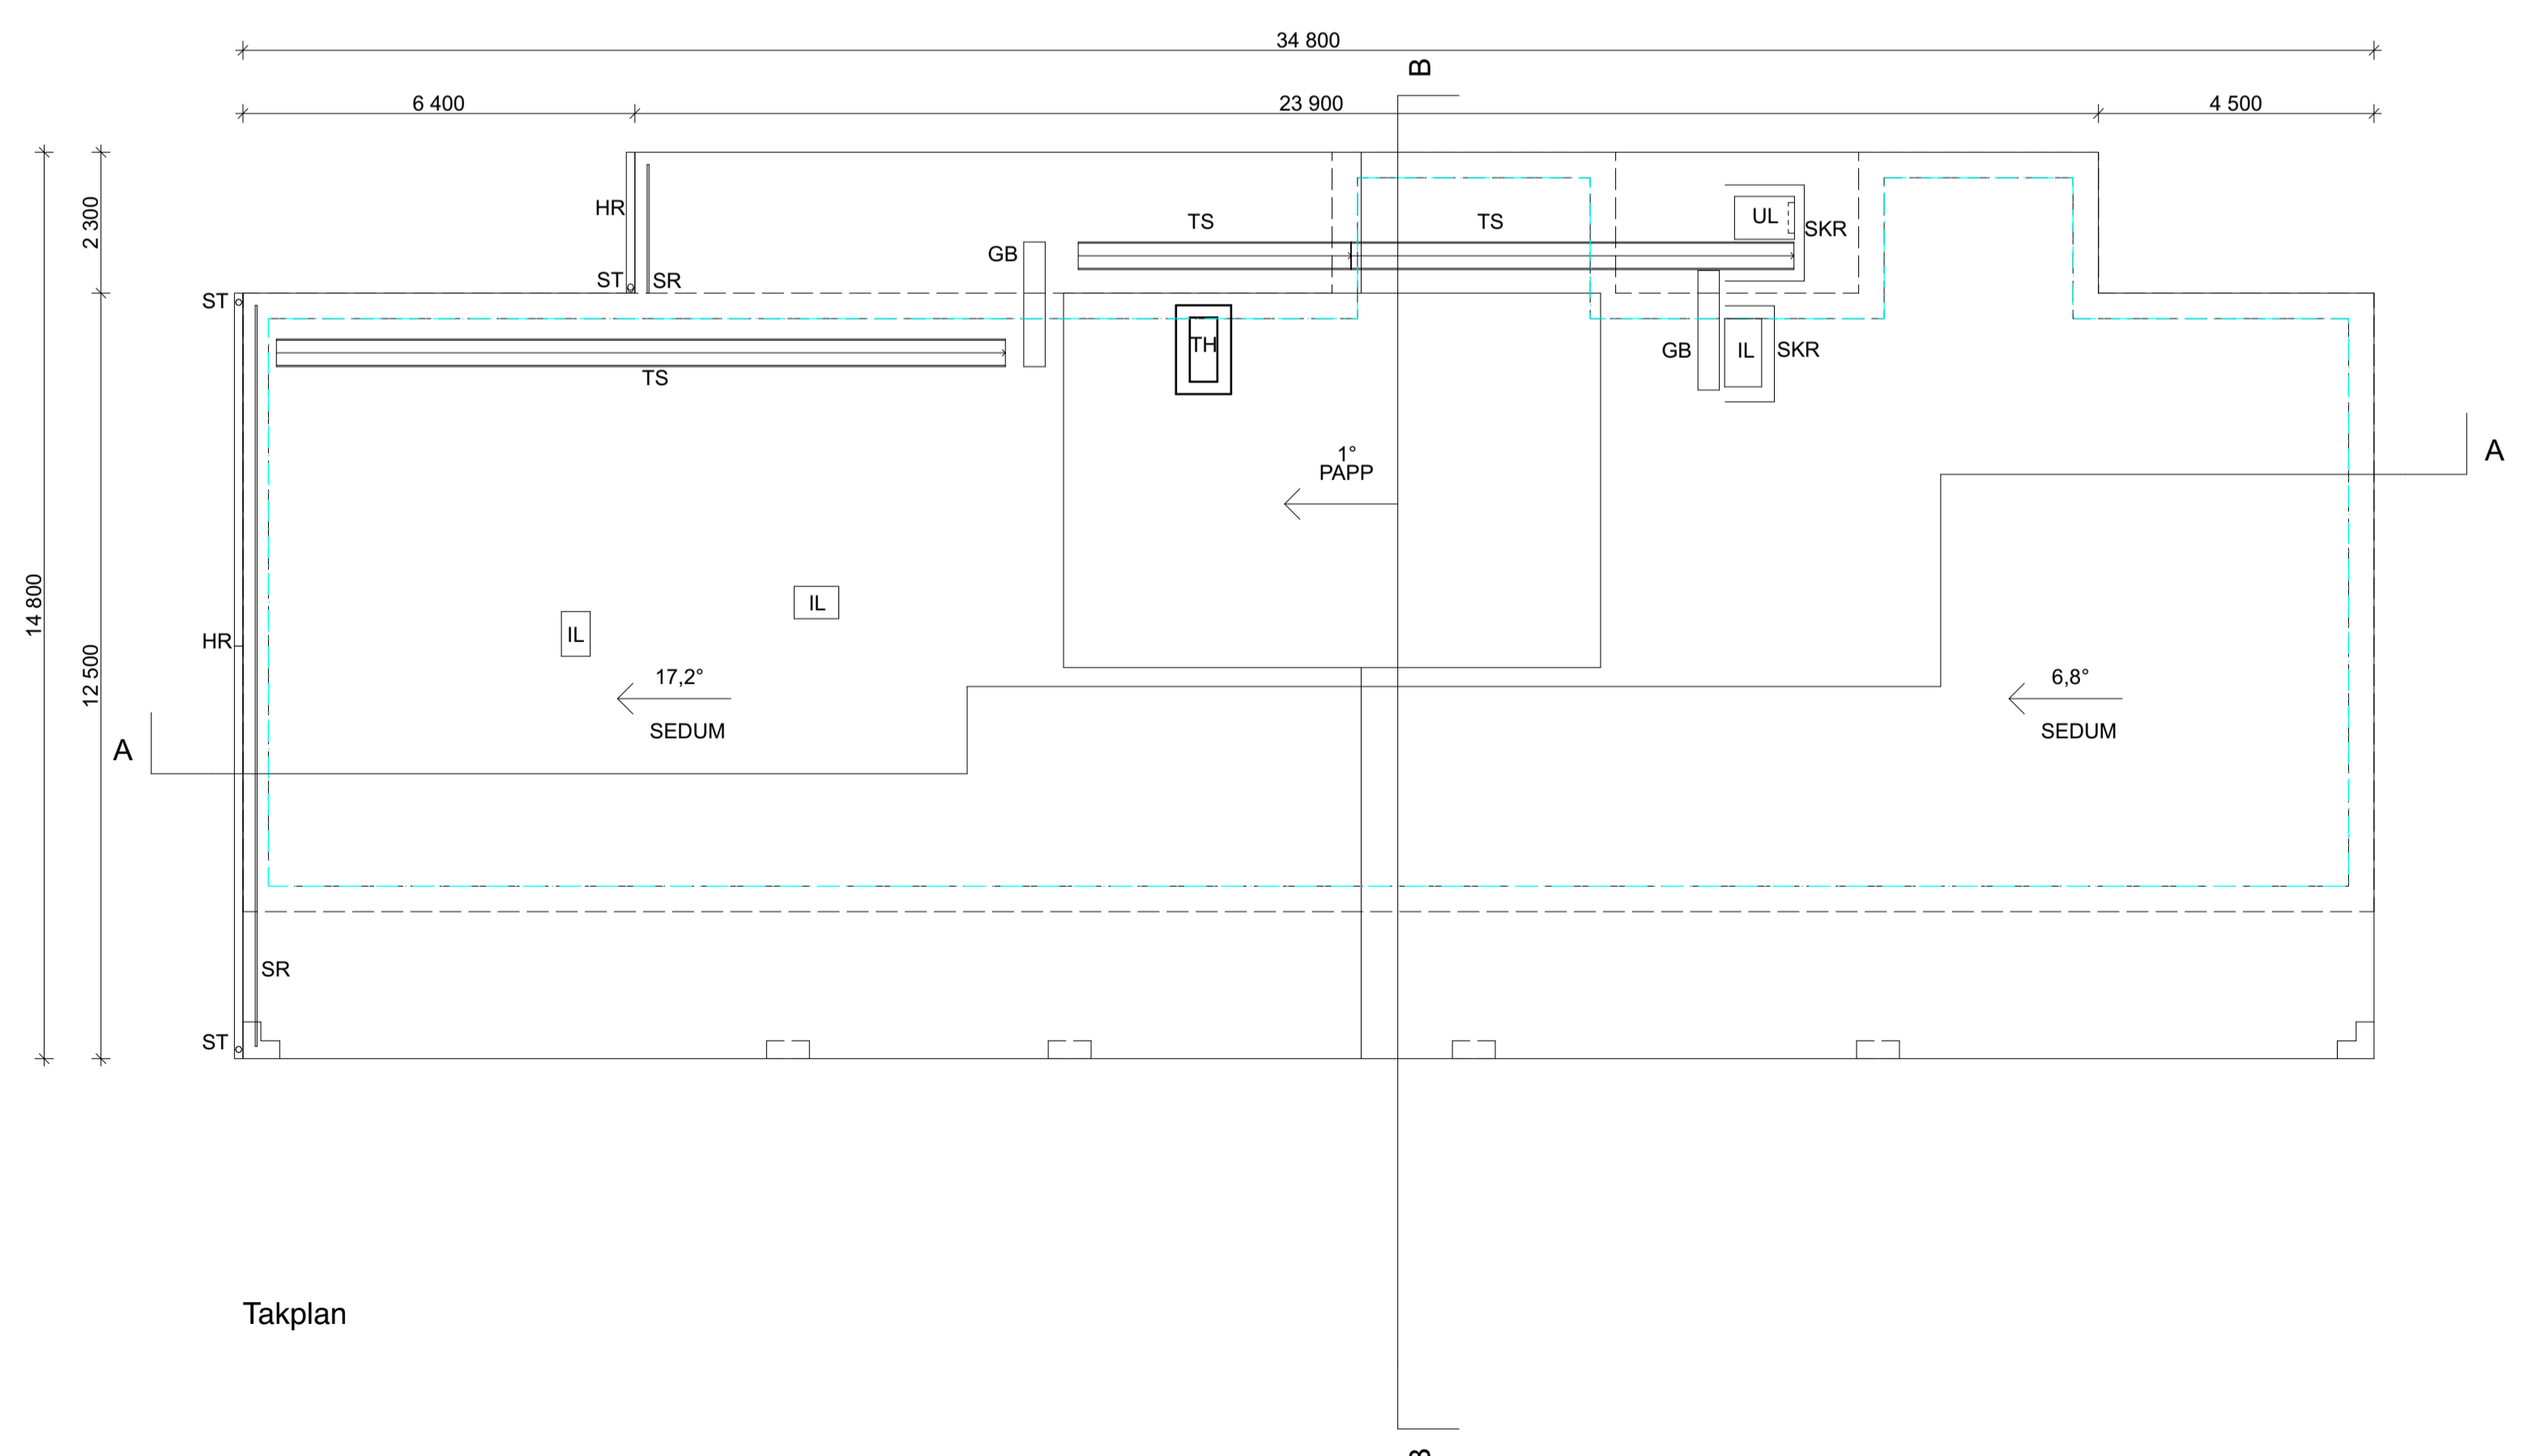 34 800
B
6 400
23 900
4 500
2 300
HR
TS
TS
UL
SKR
GB
ST
SR
ST
TH
GB
IL
SKR
TS
A
1°
PAPP
14 800
12 500
IL
IL
HR
17,2°
SEDUM
6,8°
SEDUM
A
SR
ST
Takplan
B